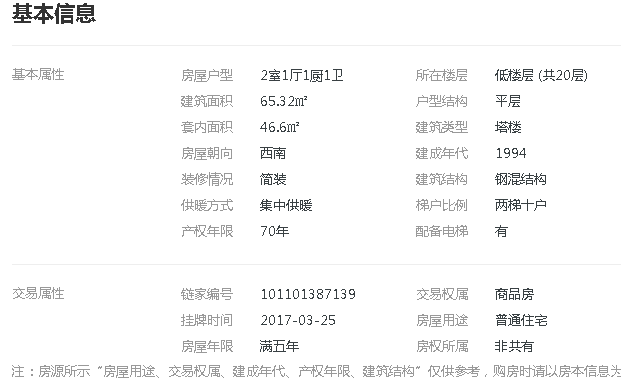 基本信息
基本属性 房屋户型 2室1厅1厨1卫 所在楼层 低楼层 (共20层)
建筑面积 65.32㎡ 户型结构 平层
套内面积 46.6㎡ 建筑类型 塔楼
房屋朝向 西南 建成年代 1994
装修情况 简装 建筑结构 钢混结构
供暖方式 集中供暖 梯户比例 两梯十户
产权年限 70年 配备电梯 有
交易属性 链家编号 101101387139 交易权属 商品房
挂牌时间 2017-03-25 房屋用途 普通住宅
房屋年限 满五年 房权所属 非共有
注：房源所示“房屋用途、交易权属、建成年代、产权年限、建筑结构”仅供参考，购房时请以房本信息为